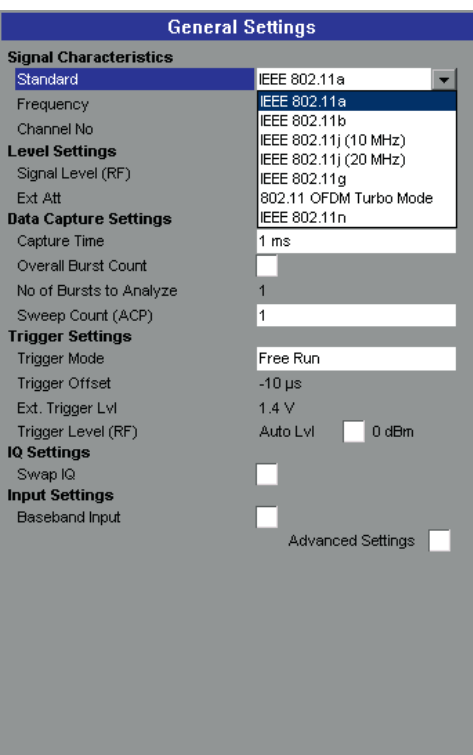 General Settings
Signal Characteristics
Standard IEEE 802.11a
Frequency IEEE 802.11a
IEEE 802.11b
Channel No IEEE 802.11j (10 MHz)
Level Settings IEEE 802.11j (20 MHz)
Signal Level (RF) IEEE 802.11g
Ext Att 802.11 OFDM Turbo Mode
Data Capture Settings IEEE 802.11n
Capture Time 1 ms
Overall Burst Count
No of Bursts to Analyze 1
Sweep Count (ACP) 1
Trigger Settings
Trigger Mode Free Run
Trigger Offset -10 µs
Ext. Trigger Lvl 1.4 V
Trigger Level (RF) Auto Lvl 0 dBm
IQ Settings
Swap IQ
Input Settings
Baseband Input
Advanced Settings